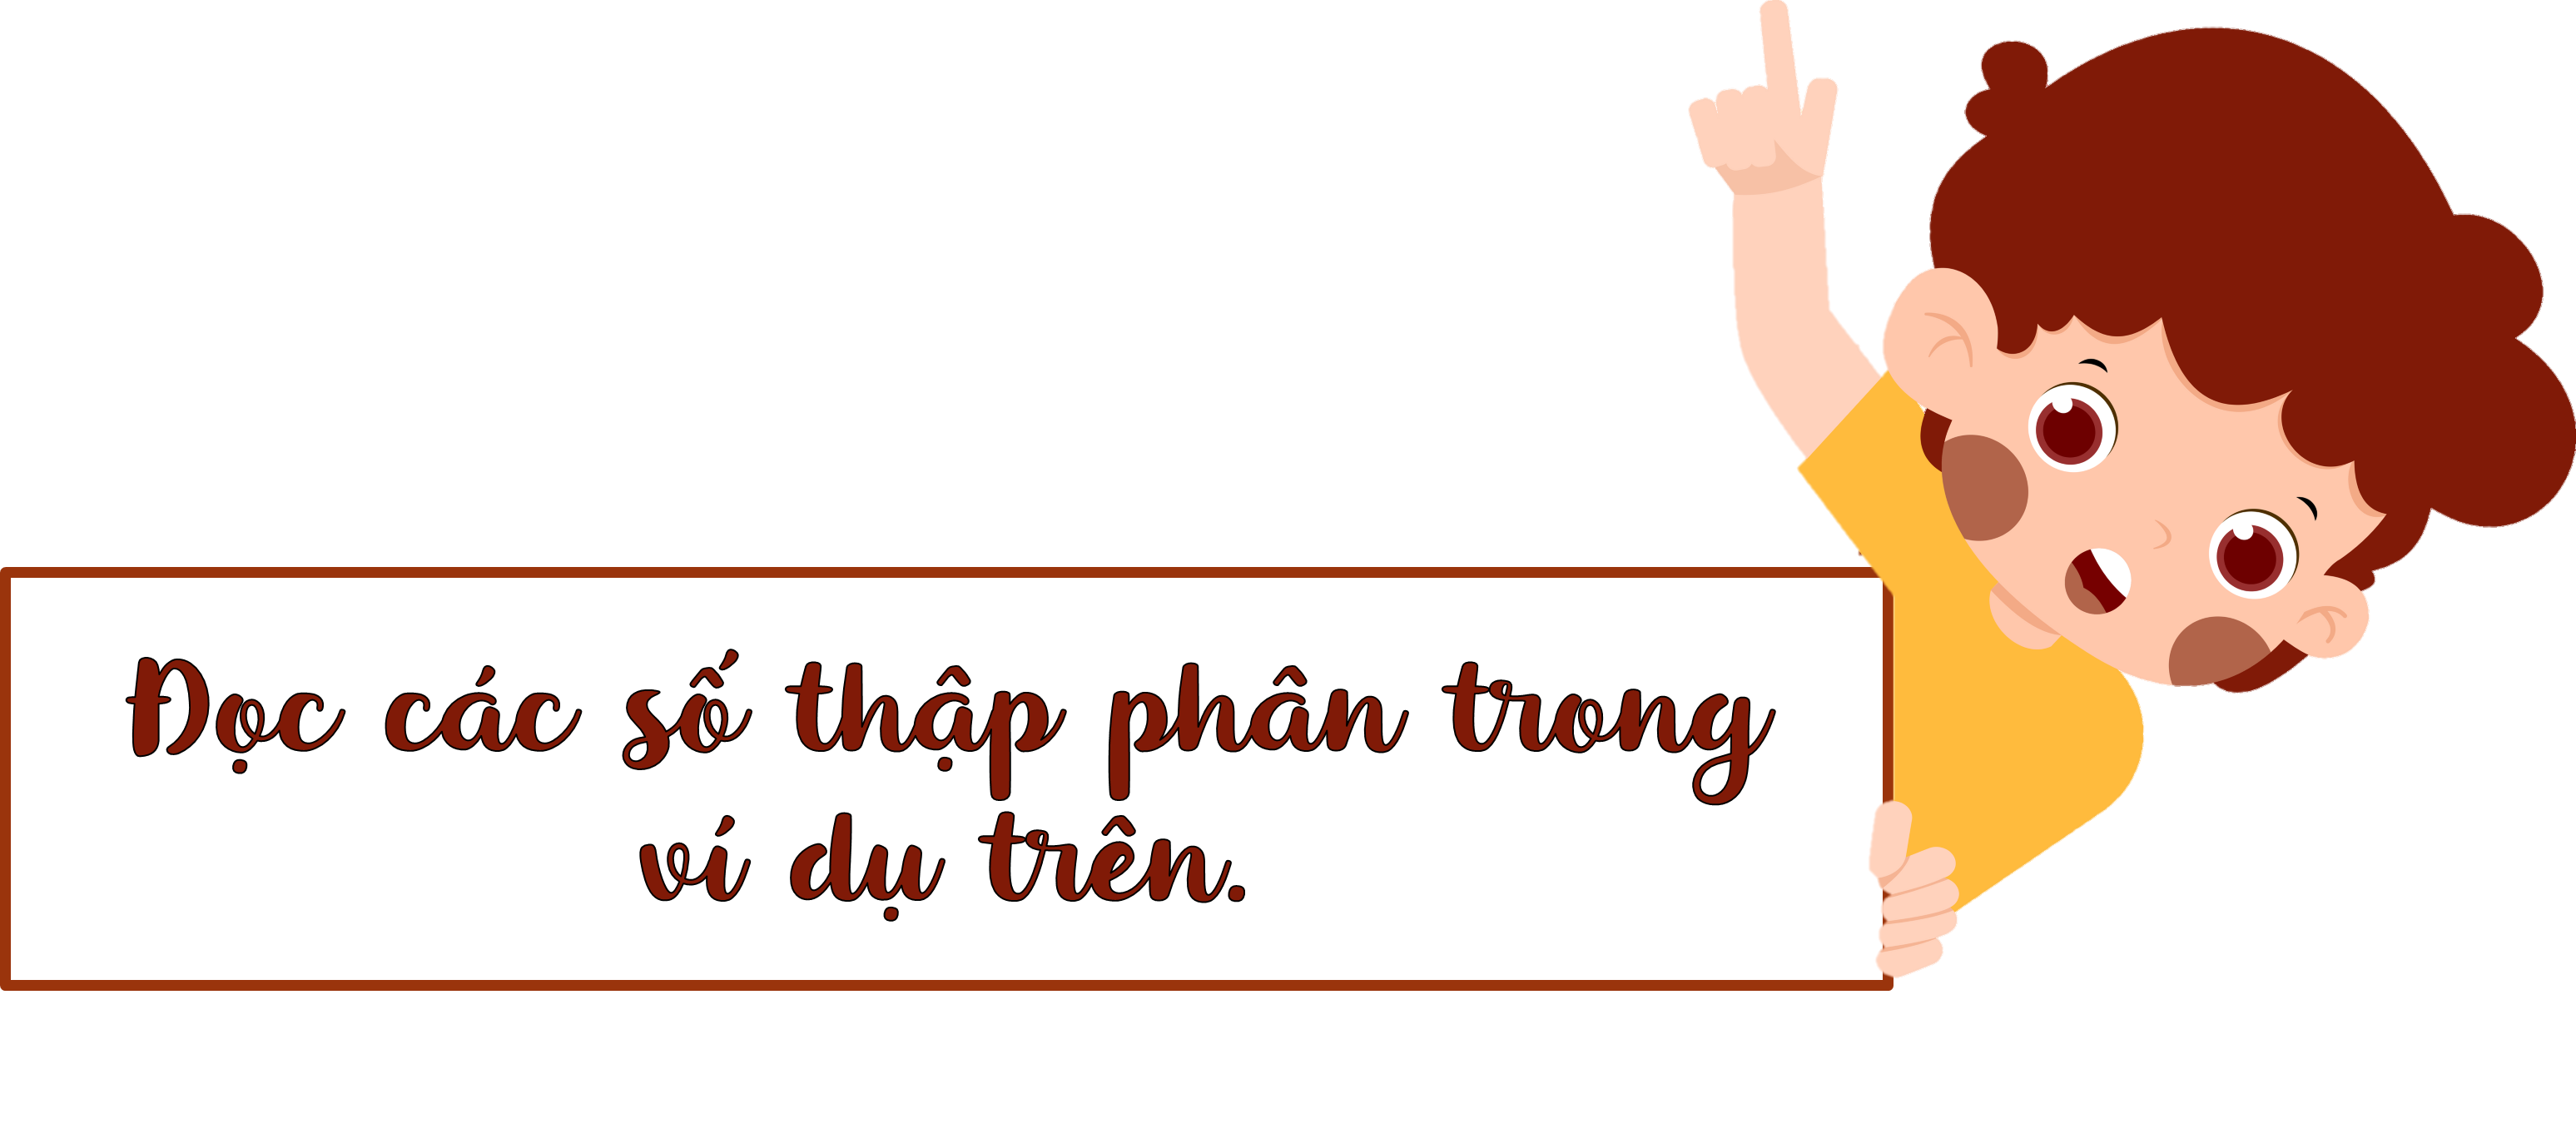 Đọc các số thập phân trong
ví dụ trên.